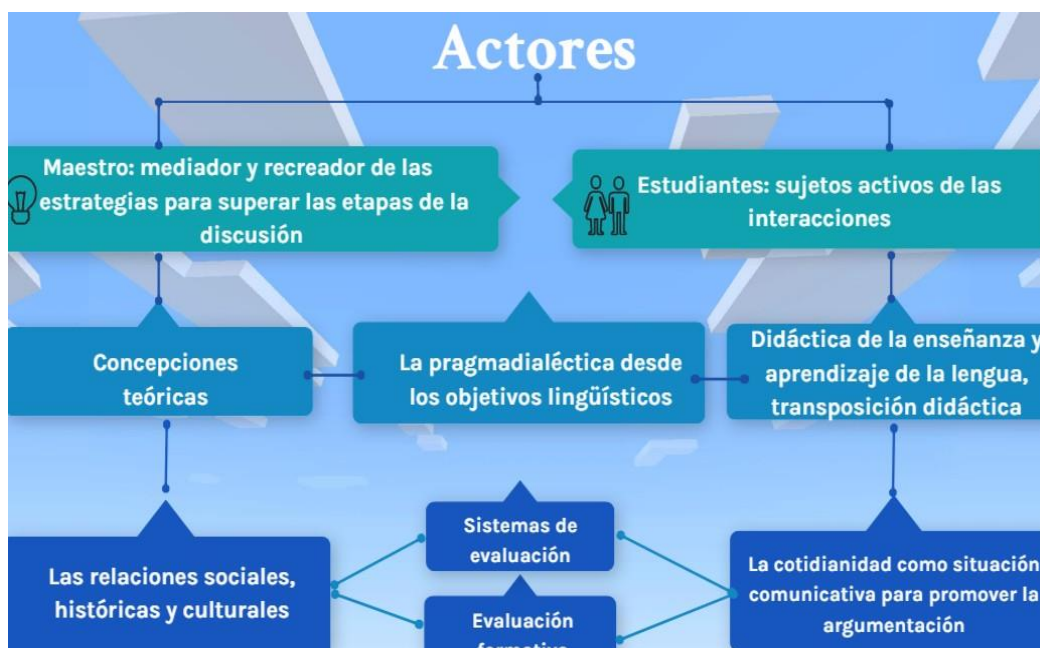 Actores
Maestro: mediador y recreador de las
estrategias para superar las etapas de la
discusión
Estudiantes: sujetos activos de las
interacciones
Concepciones
teóricas
La pragmadialéctica desde
los objetivos lingüísticos
Didáctica de la enseñanza y
aprendizaje de la lengua,
transposición didáctica
Sistemas de
evaluación
Las relaciones sociales,
históricas y culturales
La cotidianidad como situación
comunicativa para promover la
argumentación
Evaluación
formativa